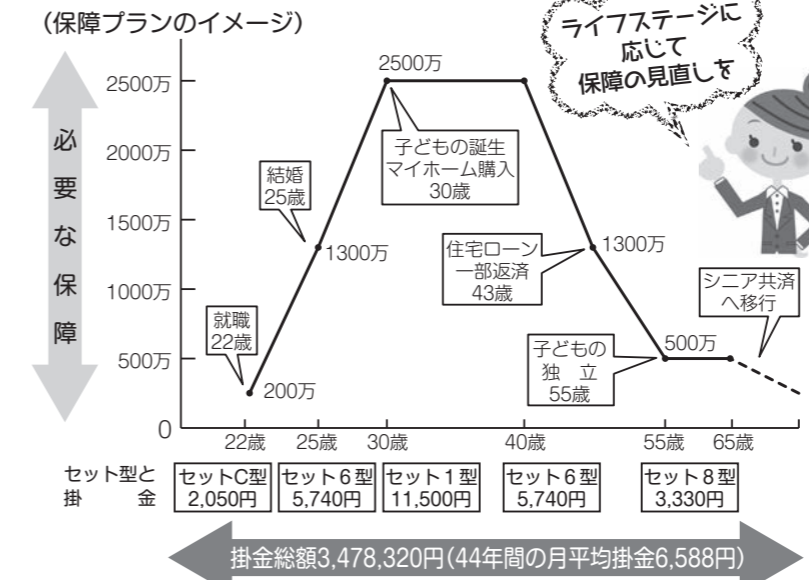 (保障プランのイメージ)
ライフステージに
応じて
保障の見直しを
必要な保障
2500万
2000万
1500万
1000万
500万
0
就職
22歳
200万
結婚
25歳
1300万
2500万
子どもの誕生
マイホーム購入
30歳
住宅ローン
一部返済
43歳
1300万
子どもの
独 立
55歳
500万
シニア共済
へ移行
22歳 25歳 30歳 40歳 55歳 65歳
セット型と
掛 金
セットC型
2,050円
セット6型
5,740円
セット1型
11,500円
セット6型
5,740円
セット8型
3,330円
掛金総額3,478,320円(44年間の月平均掛金6,588円)